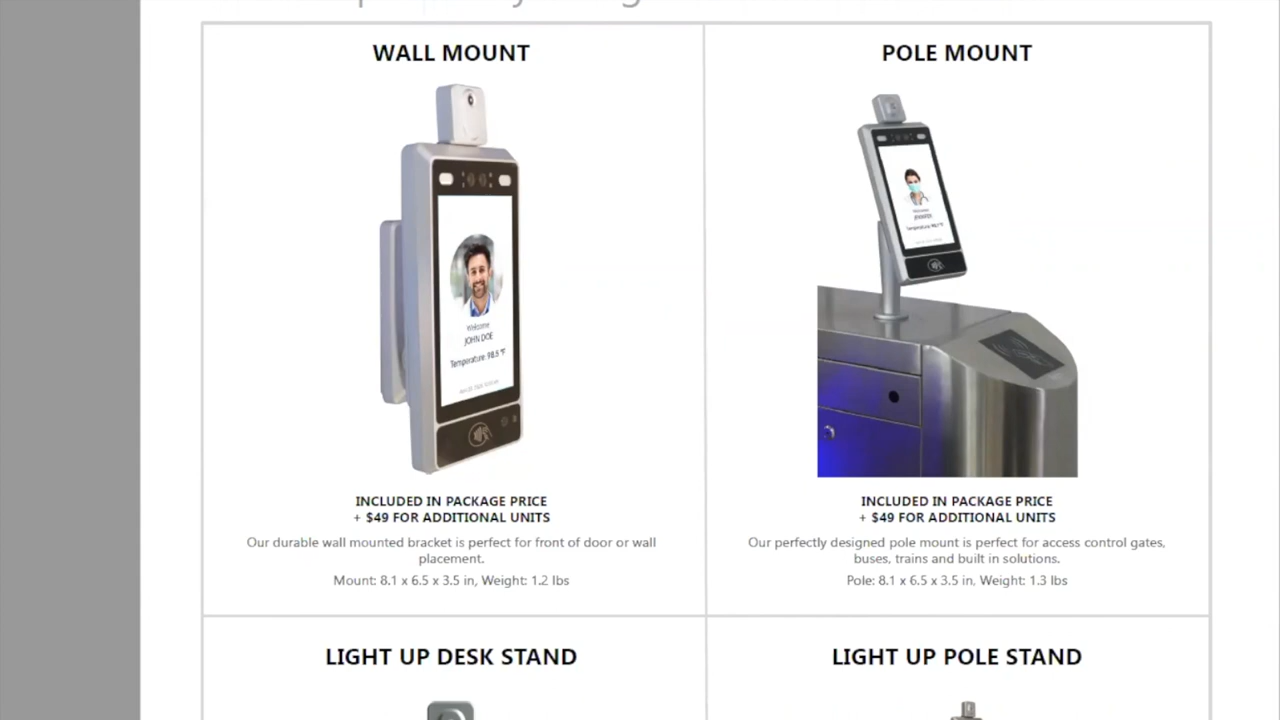 WALL MOUNT
Welcome
JOHN DOE
Temperature: 98.5 °F
INCLUDED IN PACKAGE PRICE
+ $49 FOR ADDITIONAL UNITS
Our durable wall mounted bracket is perfect for front of door or wall
placement.
Mount: 8.1 x 6.5 x 3.5 in, Weight: 1.2 lbs
POLE MOUNT
INCLUDED IN PACKAGE PRICE
+ $49 FOR ADDITIONAL UNITS
Our perfectly designed pole mount is perfect for access control gates,
buses, trains and built in solutions.
Pole: 8.1 x 6.5 x 3.5 in, Weight: 1.3 lbs
LIGHT UP DESK STAND
LIGHT UP POLE STAND